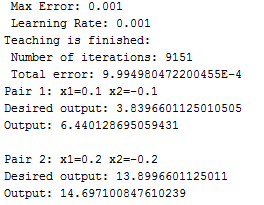 Max Error: 0.001
Learning Rate: 0.001
Teaching is finished:
Number of iterations: 9151
Total error: 9.994980472200455E-4
Pair 1: x1=0.1 x2=-0.1
Desired output: 3.8396601125010505
Output: 6.440128695059431
Pair 2: x1=0.2 x2=-0.2
Desired output: 13.8996601125011
Output: 14.697100847610239